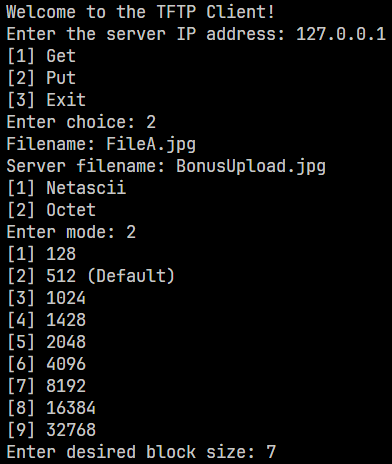 Welcome to the TFTP Client!
Enter the server IP address: 127.0.0.1
[1] Get
[2] Put
[3] Exit
Enter choice: 2
Filename: FileA.jpg
Server filename: BonusUpload.jpg
[1] Netascii
[2] Octet
Enter mode: 2
[1] 128
[2] 512 (Default)
[3] 1024
[4] 1428
[5] 2048
[6] 4096
[7] 8192
[8] 16384
[9] 32768
Enter desired block size: 7